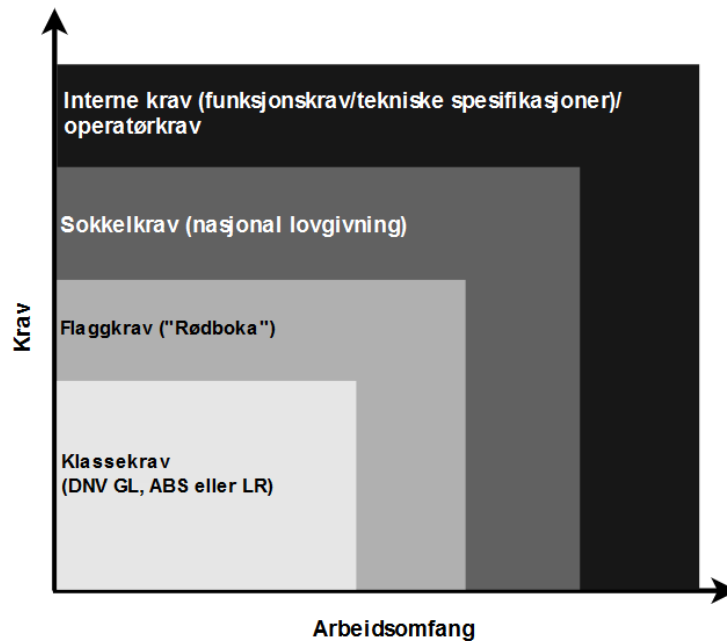 Interne krav (funksjonskrav/tekniske spesifikasjoner)/
operatørkrav
Sokkelkrav (nasjonal lovgivning)
Flaggkrav ("Rødboka")
Klassekrav
(DNV GL, ABS eller LR)
Krav
Arbeidsomfang